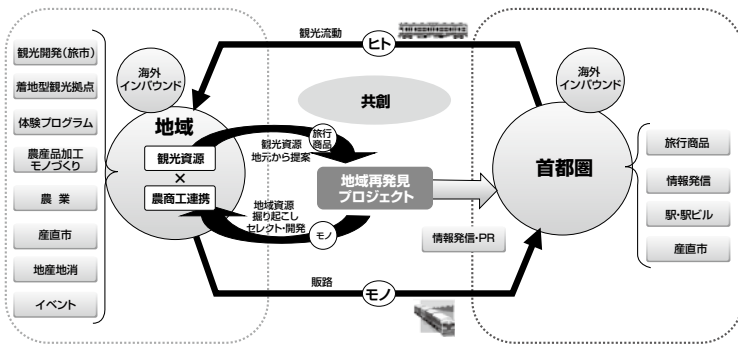 観光流動
ヒト
観光開発(旅市)
着地型観光拠点
体験プログラム
農産品加工
モノづくり
農業
産直市
地産地消
イベント
海外
インバウンド
地域
観光資源
×
農商工連携
共創
旅行
商品
観光資源
地元から提案
地域再発見
プロジェクト
地域資源
掘り起こし
セレクト・開発
モノ
情報発信・PR
海外
インバウンド
首都圏
旅行商品
情報発信
駅・駅ビル
産直市
販路
モノ